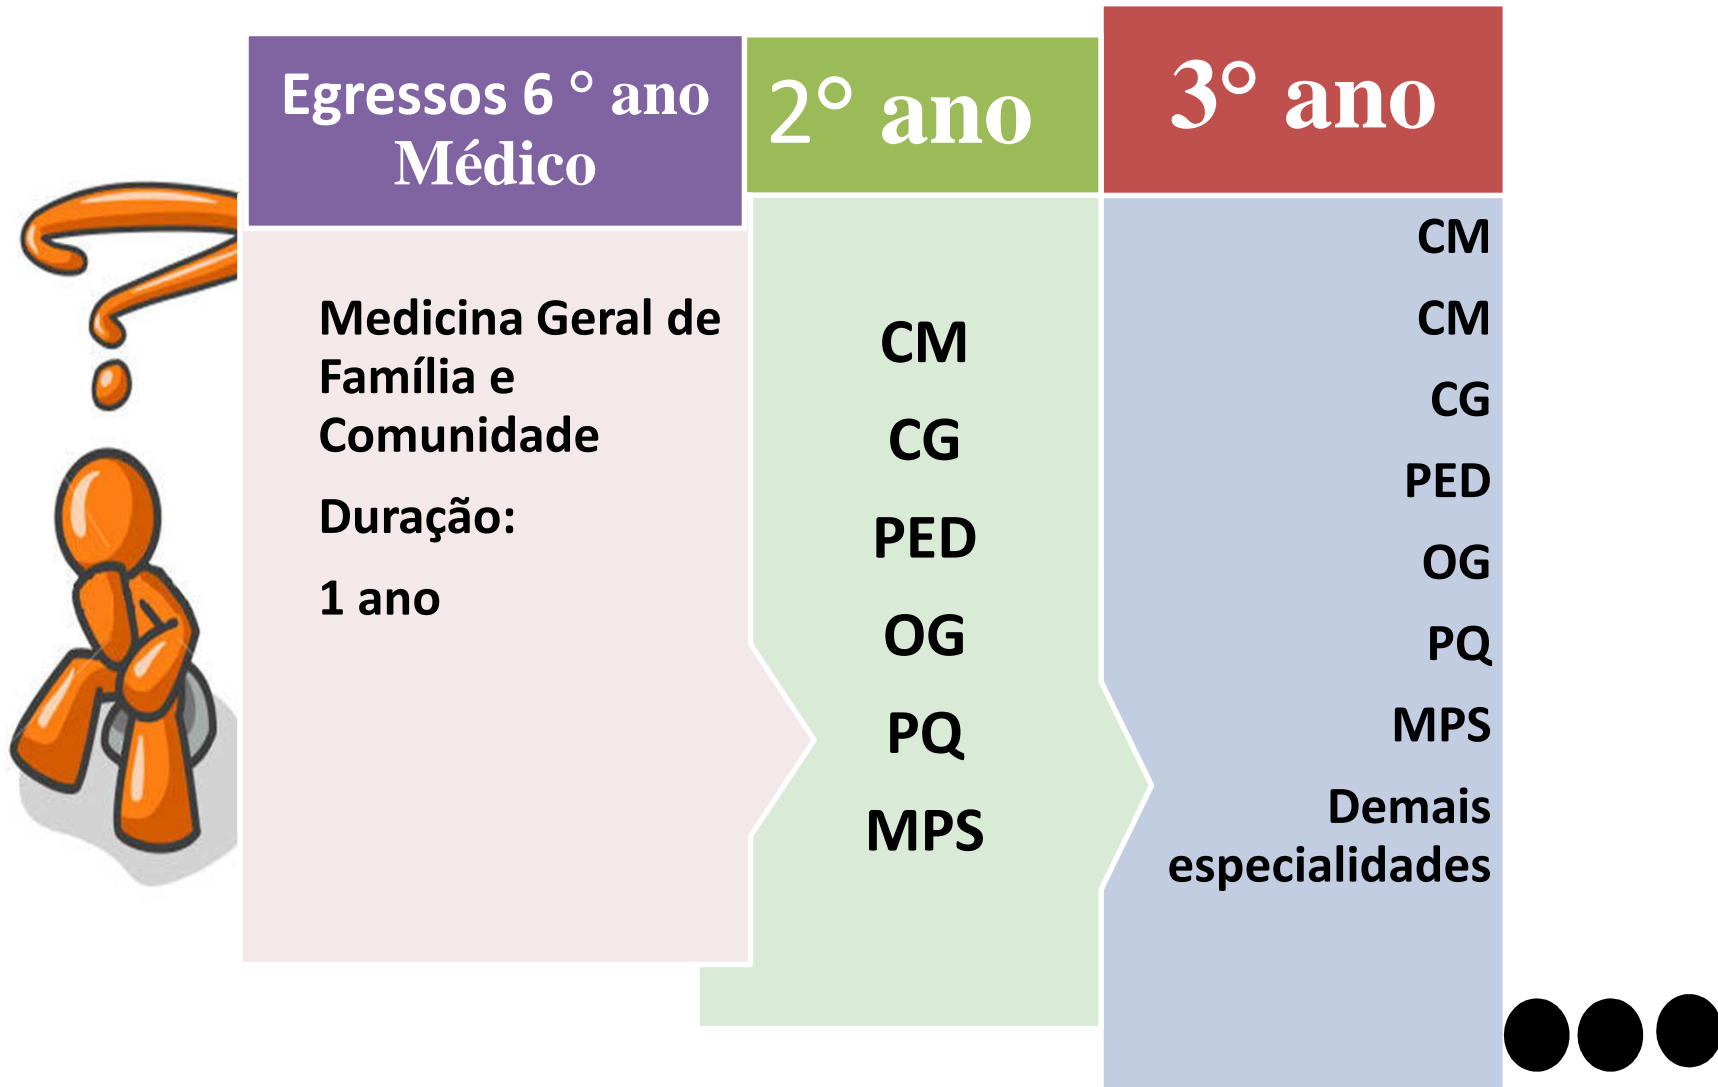 Egressos 6 ° ano
Médico
Medicina Geral de
Família e
Comunidade
Duração:
1 ano
2° ano
CM
CG
PED
OG
PQ
MPS
3° ano
CM
CM
CG
PED
OG
PQ
MPS
Demais
especialidades